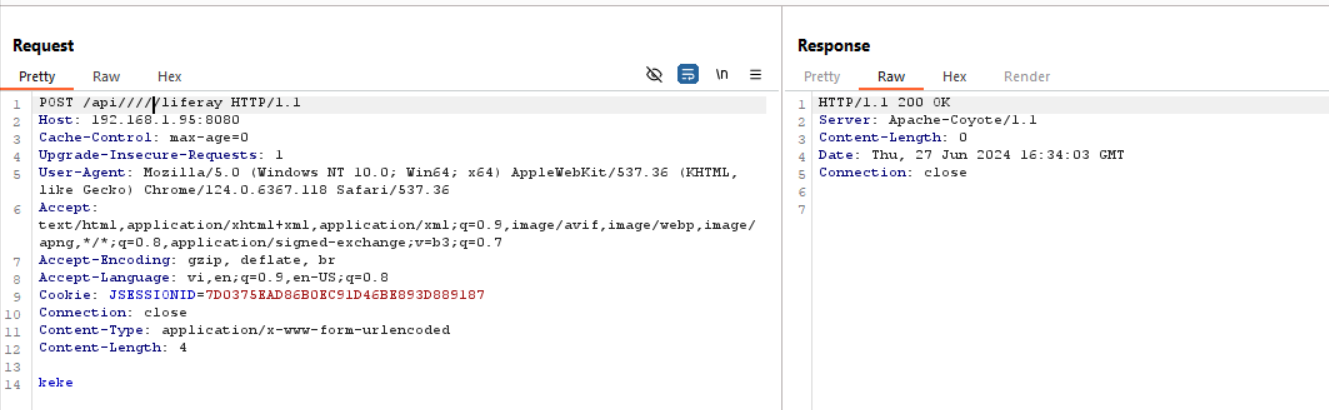 Request
Pretty Raw Hex \n
1 POST /api/////liferay HTTP/1.1
2 Host: 192.168.1.95:8080
3 Cache-Control: max-age=0
4 Upgrade-Insecure-Requests: 1
5 User-Agent: Mozilla/5.0 (Windows NT 10.0; Win64; x64) AppleWebKit/537.36 (KHTML,
like Gecko) Chrome/124.0.6367.118 Safari/537.36
6 Accept:
text/html,application/xhtml+xml,application/xml;q=0.9,image/avif,image/webp,image/
apng,*/*;q=0.8,application/signed-exchange;v=b3;q=0.7
7 Accept-Encoding: gzip, deflate, br
8 Accept-Language: vi,en;q=0.9,en-US;q=0.8
9 Cookie: JSESSIONID=7D0375EAD86B0EC91D46BE893D889187
10 Connection: close
11 Content-Type: application/x-www-form-urlencoded
12 Content-Length: 4
13
14 keke
Response
Pretty Raw Hex Render
1 HTTP/1.1 200 OK
2 Server: Apache-Coyote/1.1
3 Content-Length: 0
4 Date: Thu, 27 Jun 2024 16:34:03 GMT
5 Connection: close
6
7